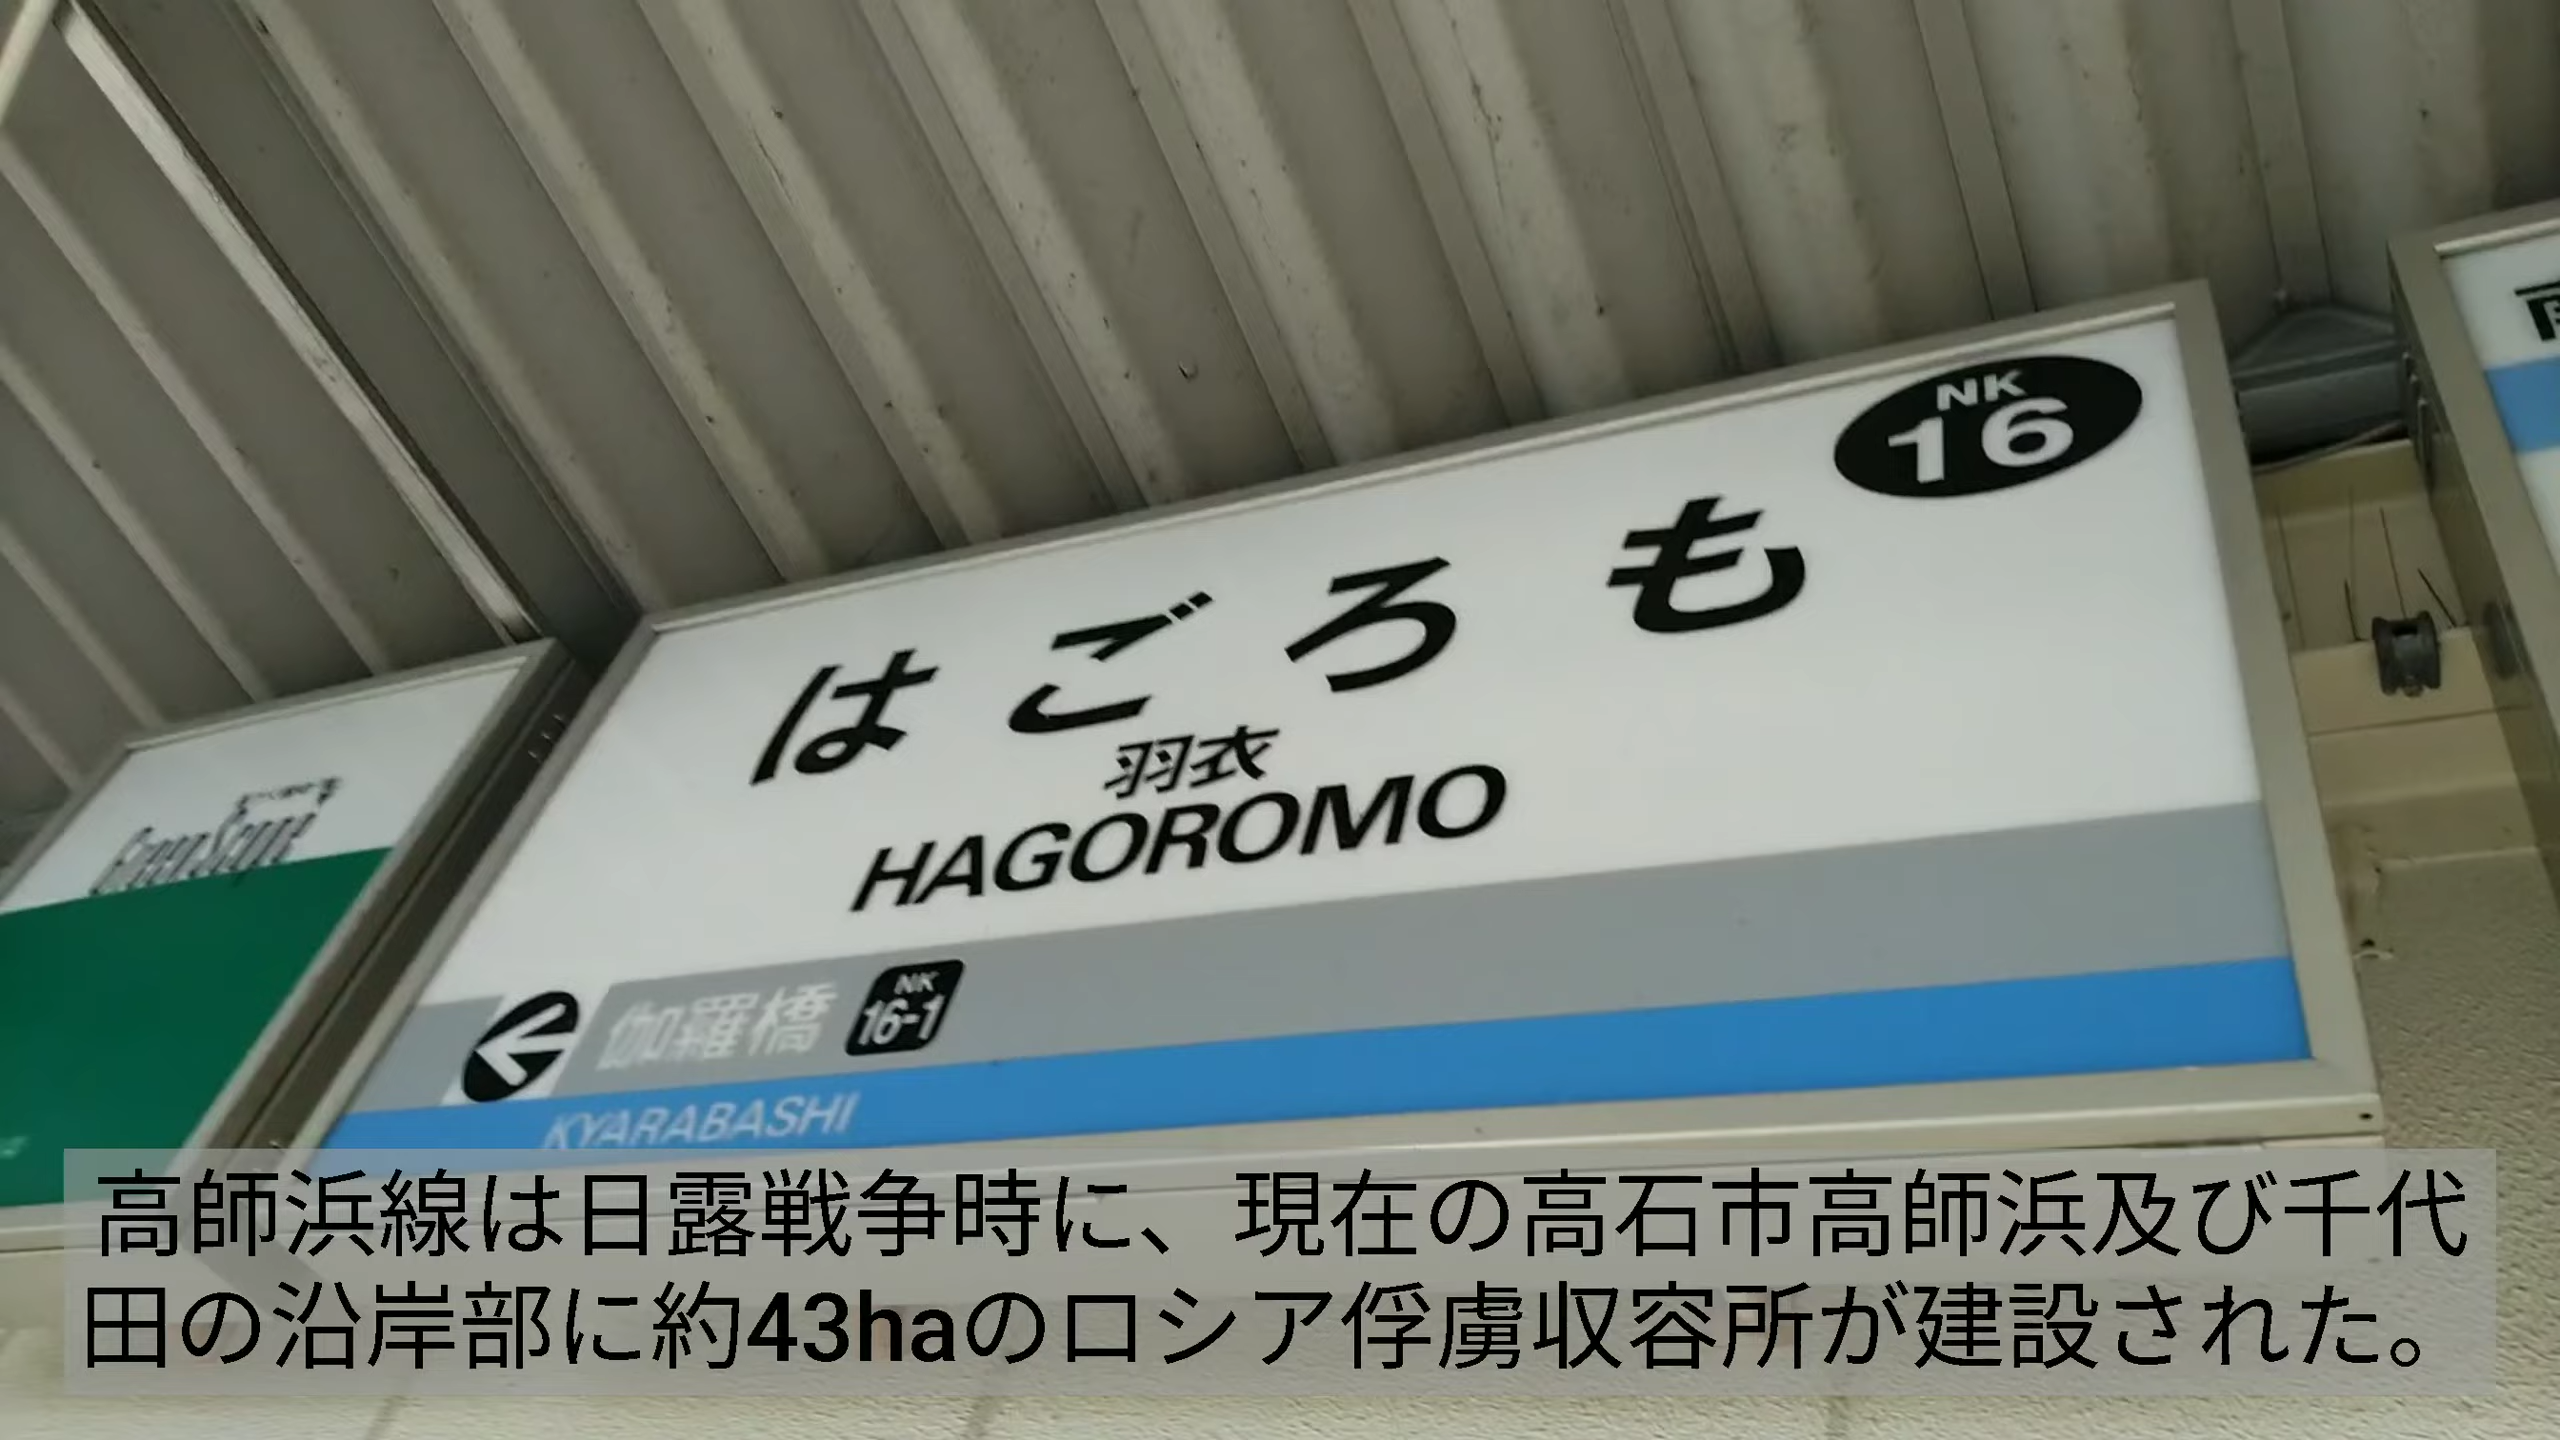 NK
16
はごろも
羽衣
HAGOROMO
伽羅橋
NK
16-1
KYARABASHI
Green Scape
高師浜線は日露戦争時に、現在の高石市高師浜及び千代
田の沿岸部に約43haのロシア俘虜収容所が建設された。